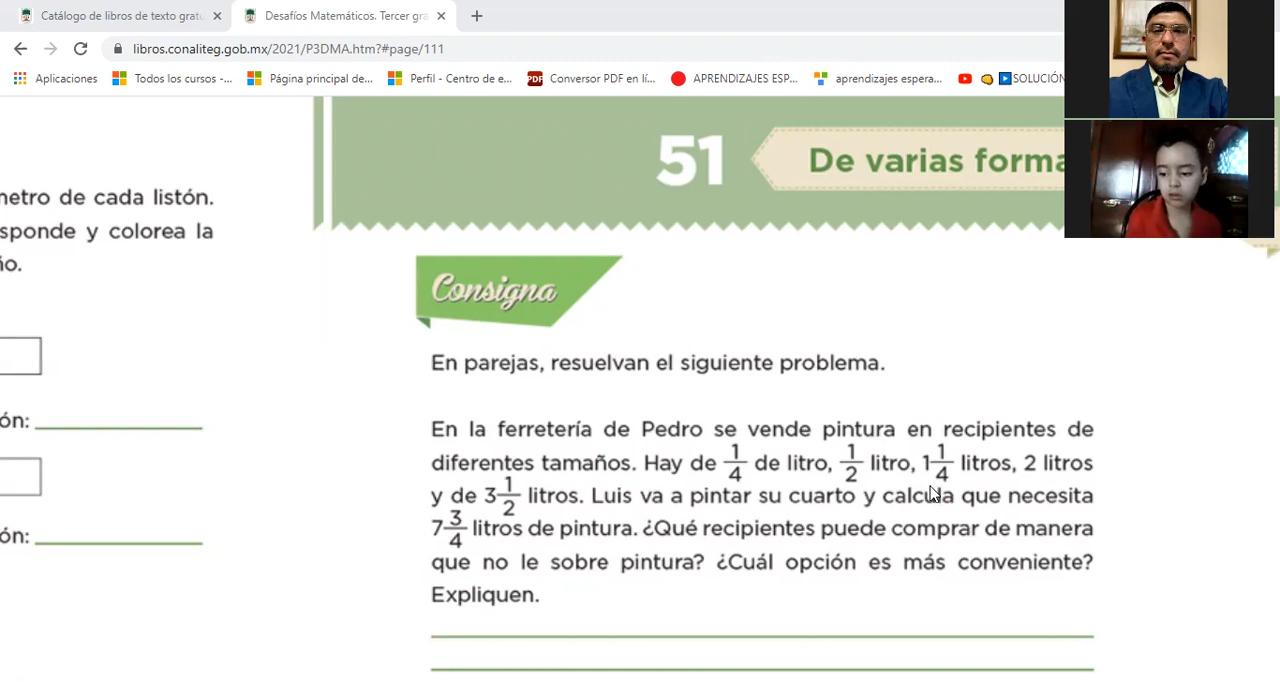 Catálogo de libros de texto grat
Desafíos Matemáticos. Tercer gra
libros.conaliteg.gob.mx/2021/P3DMA.htm?#page/111
Aplicaciones
Todos los cursos -...
Página principal de...
Perfil - Centro de e...
PDF
Conversor PDF en lí...
APRENDIZAJES ESP...
aprendizajes espera...
SOLUCIÓN
metro de cada listón.
sponde y colorea la
ño.
ón:
ón:
51
De varias forma
Consigna
En parejas, resuelvan el siguiente problema.
En la ferretería de Pedro se vende pintura en recipientes de
diferentes tamaños. Hay de 1/4 de litro, 1/2 litro, 1 1/4 litros, 2 litros
y de 3 1/2 litros. Luis va a pintar su cuarto y calcula que necesita
7 3/4 litros de pintura. ¿Qué recipientes puede comprar de manera
que no le sobre pintura? ¿Cuál opción es más conveniente?
Expliquen.